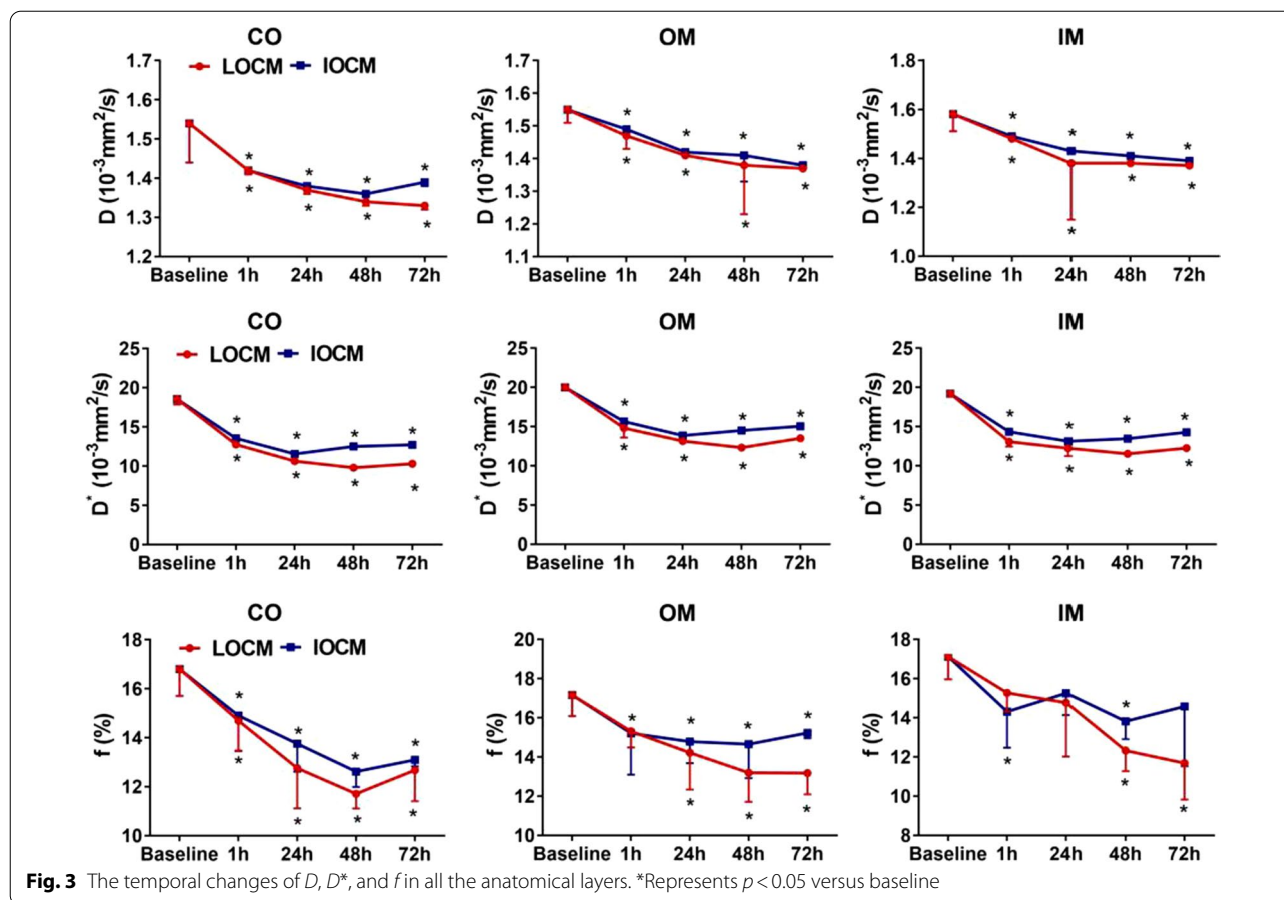 CO
OM
IM
D (10⁻³mm²/s)
1.7
1.6
1.5
1.4
1.3
1.2
LOCM IOCM
* * * *
* * * *
Baseline 1h 24h 48h 72h
D (10⁻³mm²/s)
1.7
1.6
1.5
1.4
1.3
1.2
1.1
* * * *
* * * *
Baseline 1h 24h 48h 72h
D (10⁻³mm²/s)
1.8
1.6
1.4
1.2
1.0
* * * *
* * * *
Baseline 1h 24h 48h 72h
CO
OM
IM
D* (10⁻³mm²/s)
25
20
15
10
5
0
LOCM IOCM
* * * *
* * * *
Baseline 1h 24h 48h 72h
D* (10⁻³mm²/s)
25
20
15
10
5
0
* * * *
* * * *
Baseline 1h 24h 48h 72h
D* (10⁻³mm²/s)
25
20
15
10
5
0
* * * *
* * * *
Baseline 1h 24h 48h 72h
CO
OM
IM
f (%)
18
16
14
12
10
LOCM IOCM
* * * *
* * * *
Baseline 1h 24h 48h 72h
f (%)
20
18
16
14
12
10
* * * *
* * *
Baseline 1h 24h 48h 72h
f (%)
18
16
14
12
10
8
*
* * *
Baseline 1h 24h 48h 72h
Fig. 3 The temporal changes of D, D*, and f in all the anatomical layers. *Represents p < 0.05 versus baseline